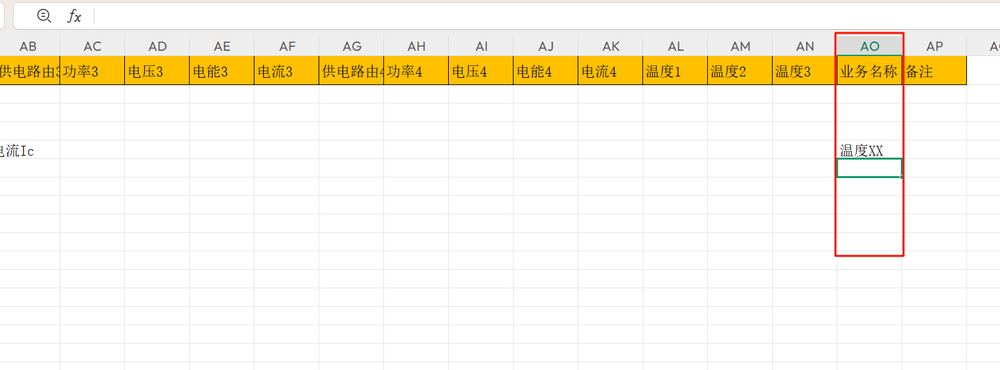 fx
AB AC AD AE AF AG AH AI AJ AK AL AM AN AO AP
供电路由3 功率3 电压3 电能3 电流3 供电路由4 功率4 电压4 电能4 电流4 温度1 温度2 温度3 业务名称 备注
电流Ic 温度XX